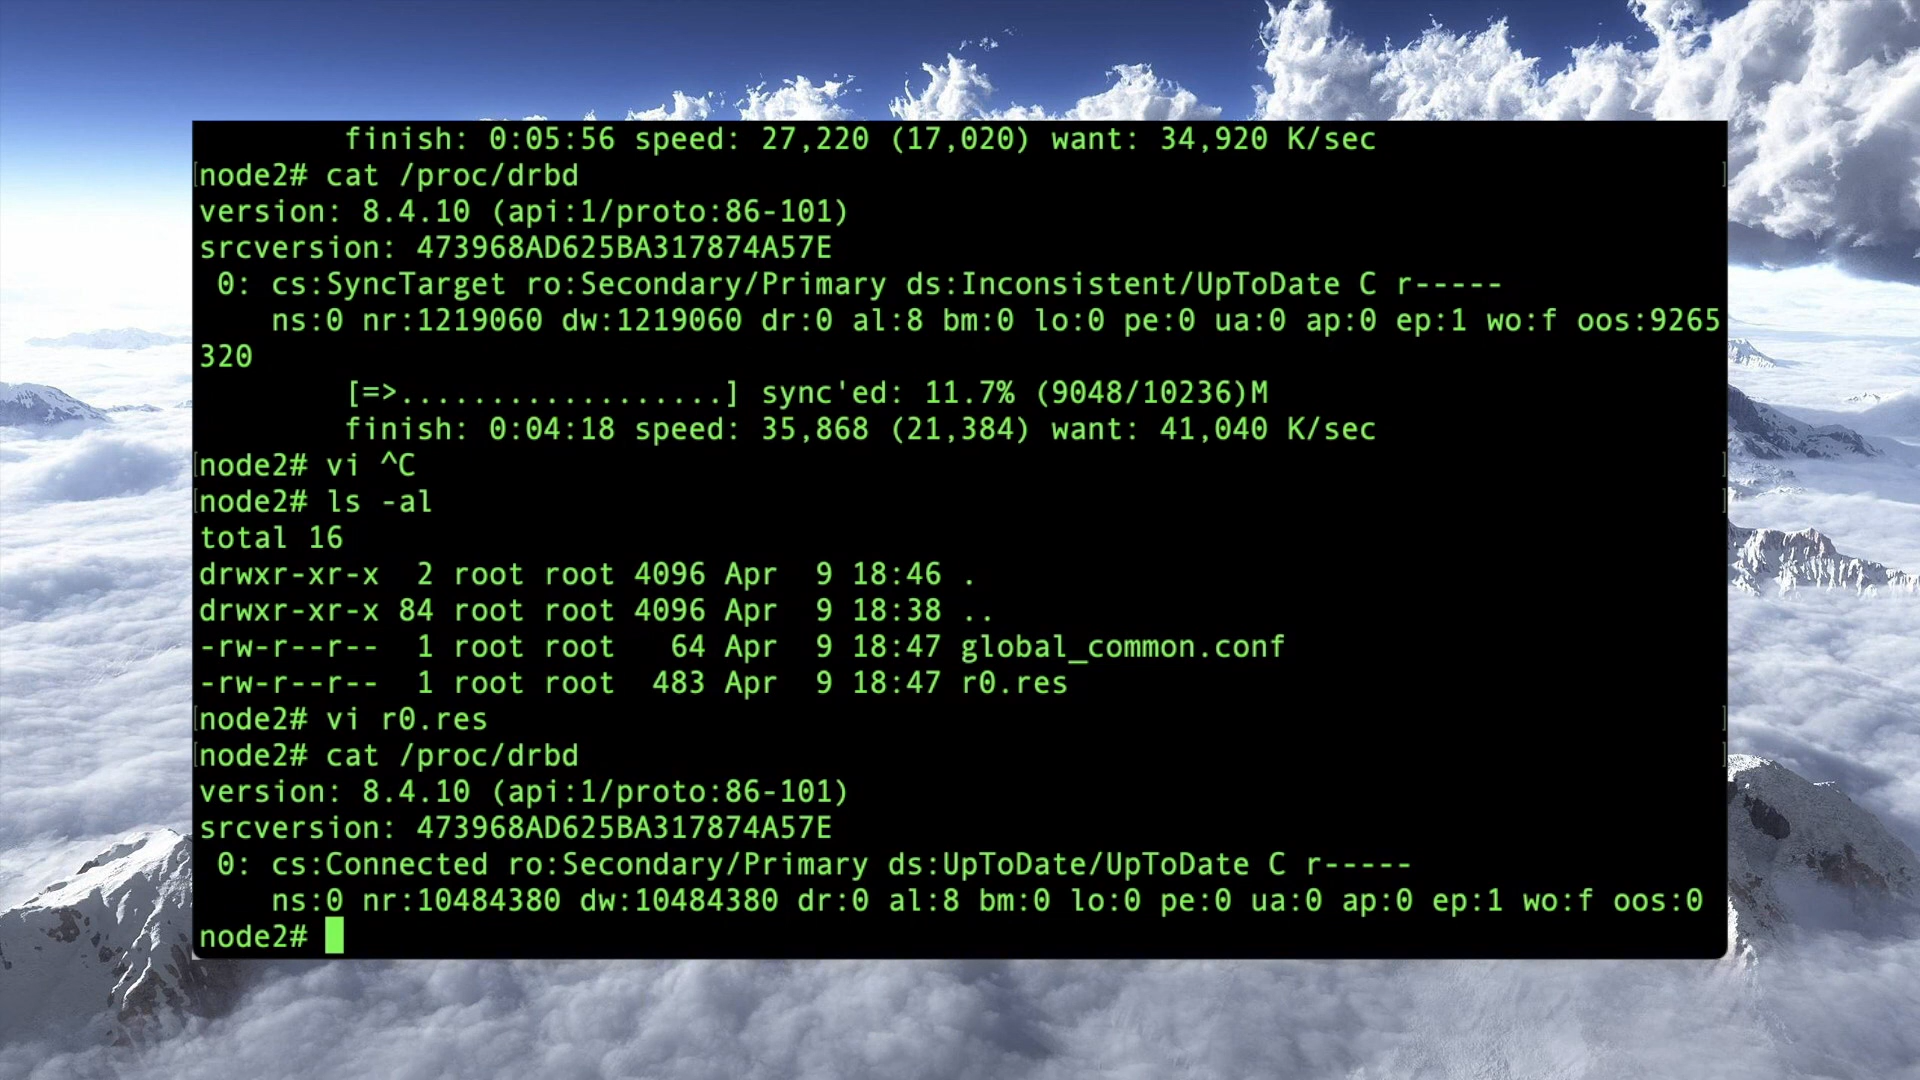 finish: 0:05:56 speed: 27,220 (17,020) want: 34,920 K/sec
[node2# cat /proc/drbd ]
version: 8.4.10 (api:1/proto:86-101)
srcversion: 473968AD625BA317874A57E
0: cs:SyncTarget ro:Secondary/Primary ds:Inconsistent/UpToDate C r-----
ns:0 nr:1219060 dw:1219060 dr:0 al:8 bm:0 lo:0 pe:0 ua:0 ap:0 ep:1 wo:f oos:9265
320
[=>..................] sync'ed: 11.7% (9048/10236)M
finish: 0:04:18 speed: 35,868 (21,384) want: 41,040 K/sec
[node2# vi ^C ]
[node2# ls -al ]
total 16
drwxr-xr-x 2 root root 4096 Apr 9 18:46 .
drwxr-xr-x 84 root root 4096 Apr 9 18:38 ..
-rw-r--r-- 1 root root 64 Apr 9 18:47 global_common.conf
-rw-r--r-- 1 root root 483 Apr 9 18:47 r0.res
[node2# vi r0.res ]
[node2# cat /proc/drbd ]
version: 8.4.10 (api:1/proto:86-101)
srcversion: 473968AD625BA317874A57E
0: cs:Connected ro:Secondary/Primary ds:UpToDate/UpToDate C r-----
ns:0 nr:10484380 dw:10484380 dr:0 al:8 bm:0 lo:0 pe:0 ua:0 ap:0 ep:1 wo:f oos:0
node2#